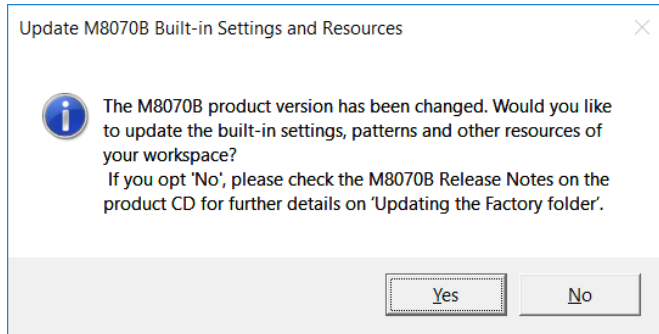 Update M8070B Built-in Settings and Resources
The M8070B product version has been changed. Would you like
to update the built-in settings, patterns and other resources of
your workspace?
If you opt 'No', please check the M8070B Release Notes on the
product CD for further details on 'Updating the Factory folder'.
Yes
No